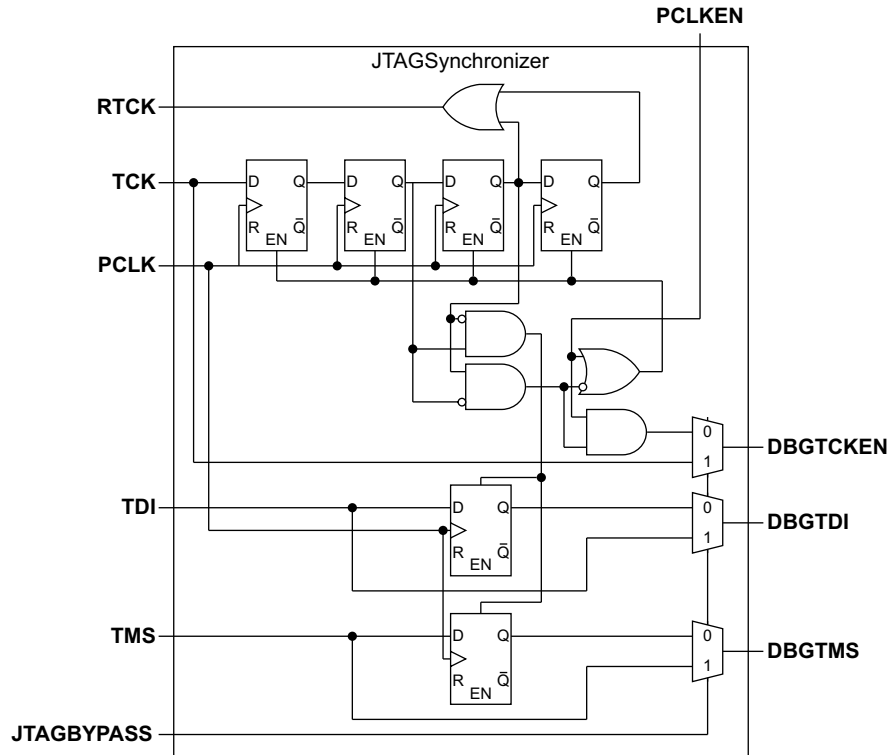 PCLKEN
JTAGSynchronizer
RTCK
TCK
D Q D Q D Q D Q
R Q̅ R Q̅ R Q̅ R Q̅
EN EN EN EN
PCLK
0
DBGTCKEN
1
TDI
D Q
0
DBGTDI
R Q̅
1
EN
TMS
D Q
0
DBGTMS
1
R Q̅
EN
JTAGBYPASS